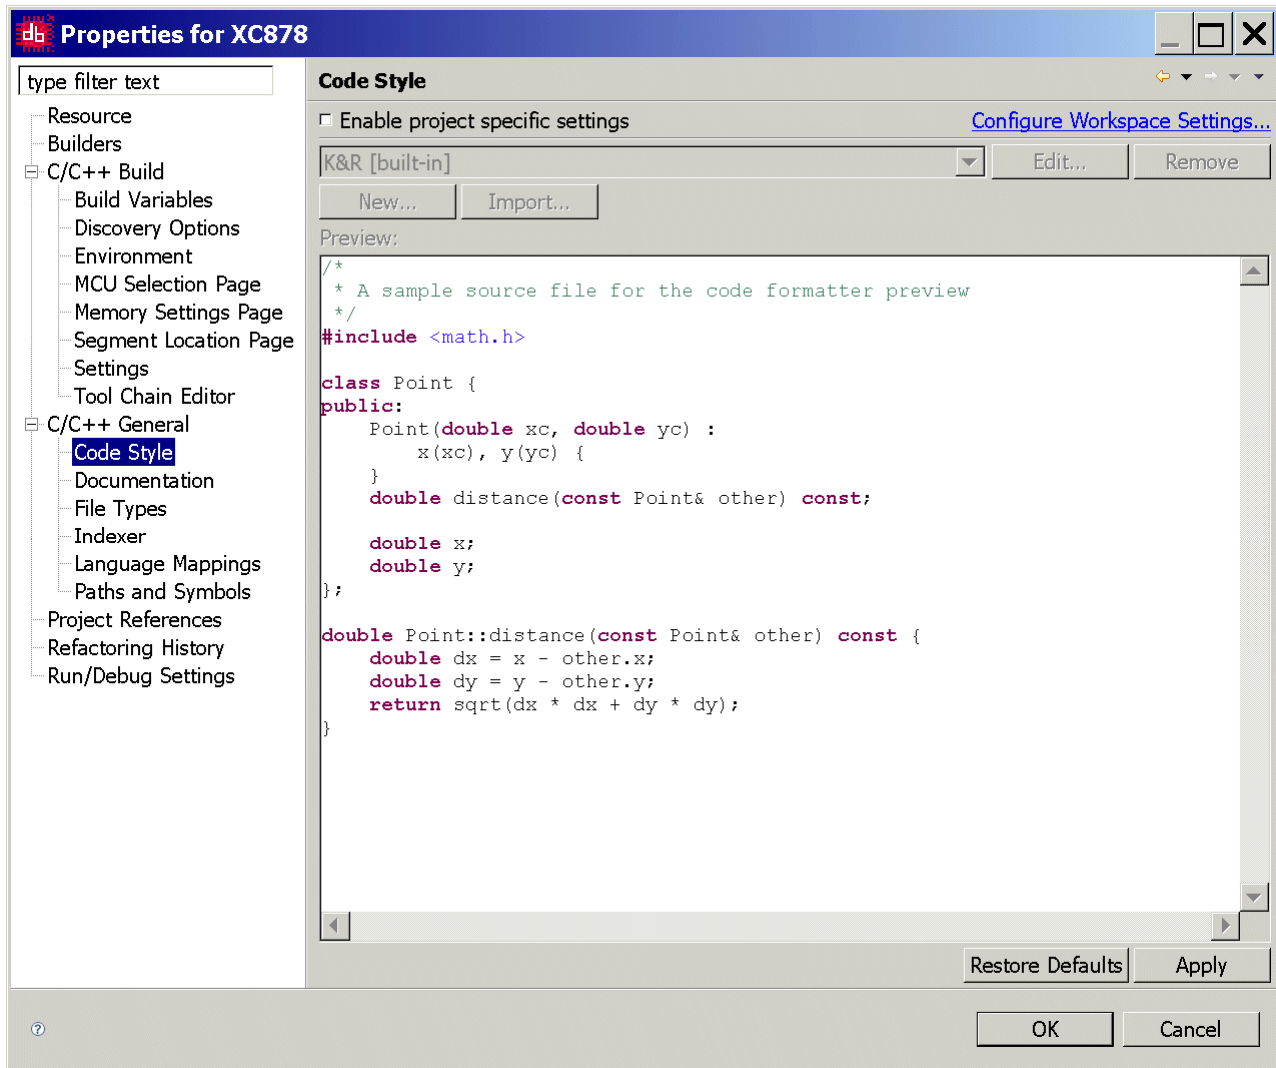 db Properties for XC878
type filter text
Resource
Builders
C/C++ Build
Build Variables
Discovery Options
Environment
MCU Selection Page
Memory Settings Page
Segment Location Page
Settings
Tool Chain Editor
C/C++ General
Code Style
Documentation
File Types
Indexer
Language Mappings
Paths and Symbols
Project References
Refactoring History
Run/Debug Settings
Code Style
Enable project specific settings
Configure Workspace Settings...
K&R [built-in]
Edit...
Remove
New...
Import...
Preview:
/*
 * A sample source file for the code formatter preview
 */
#include <math.h>

class Point {
public:
    Point(double xc, double yc) :
        x(xc), y(yc) {
    }
    double distance(const Point& other) const;

    double x;
    double y;
};

double Point::distance(const Point& other) const {
    double dx = x - other.x;
    double dy = y - other.y;
    return sqrt(dx * dx + dy * dy);
}
Restore Defaults
Apply
?
OK
Cancel